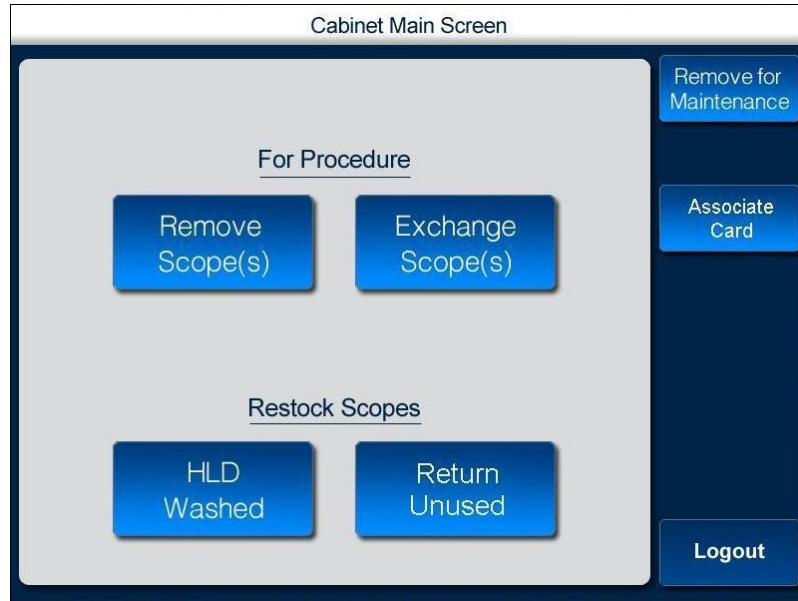 Cabinet Main Screen
For Procedure
Remove
Scope(s)
Exchange
Scope(s)
Restock Scopes
HLD
Washed
Return
Unused
Remove for
Maintenance
Associate
Card
Logout